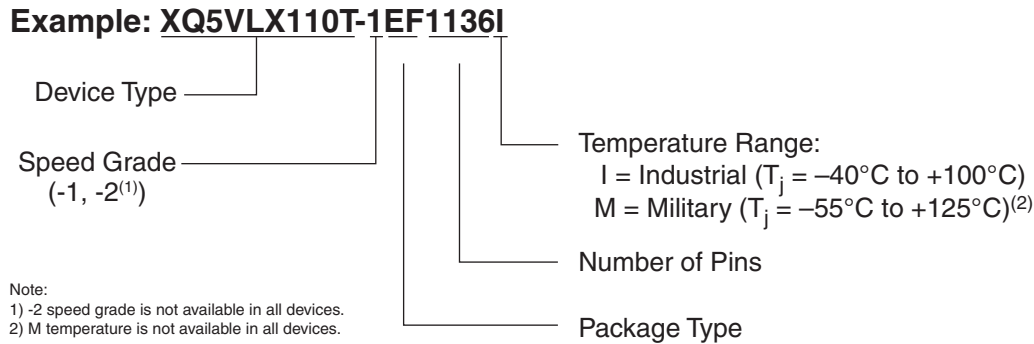 Example: XQ5VLX110T-1EF1136I
Device Type
Speed Grade
(-1, -2(1))
Temperature Range:
I = Industrial (Tj = –40°C to +100°C)
M = Military (Tj = –55°C to +125°C)(2)
Number of Pins
Package Type
Note:
1) -2 speed grade is not available in all devices.
2) M temperature is not available in all devices.